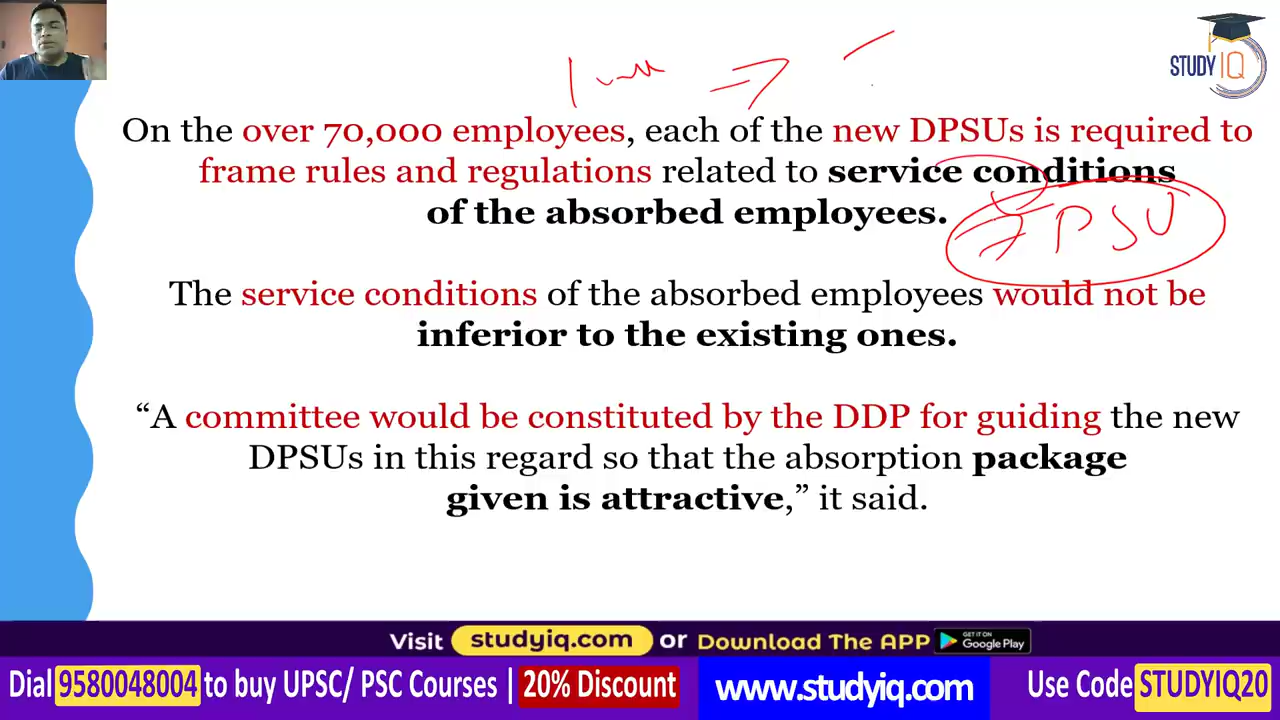 STUDY IQ
On the over 70,000 employees, each of the new DPSUs is required to
frame rules and regulations related to service conditions
of the absorbed employees.
7 PSU
The service conditions of the absorbed employees would not be
inferior to the existing ones.
“A committee would be constituted by the DDP for guiding the new
DPSUs in this regard so that the absorption package
given is attractive,” it said.
Visit studyiq.com or Download The APP GET IT ON Google Play
Dial 9580048004 to buy UPSC/ PSC Courses | 20% Discount www.studyiq.com Use Code STUDYIQ20